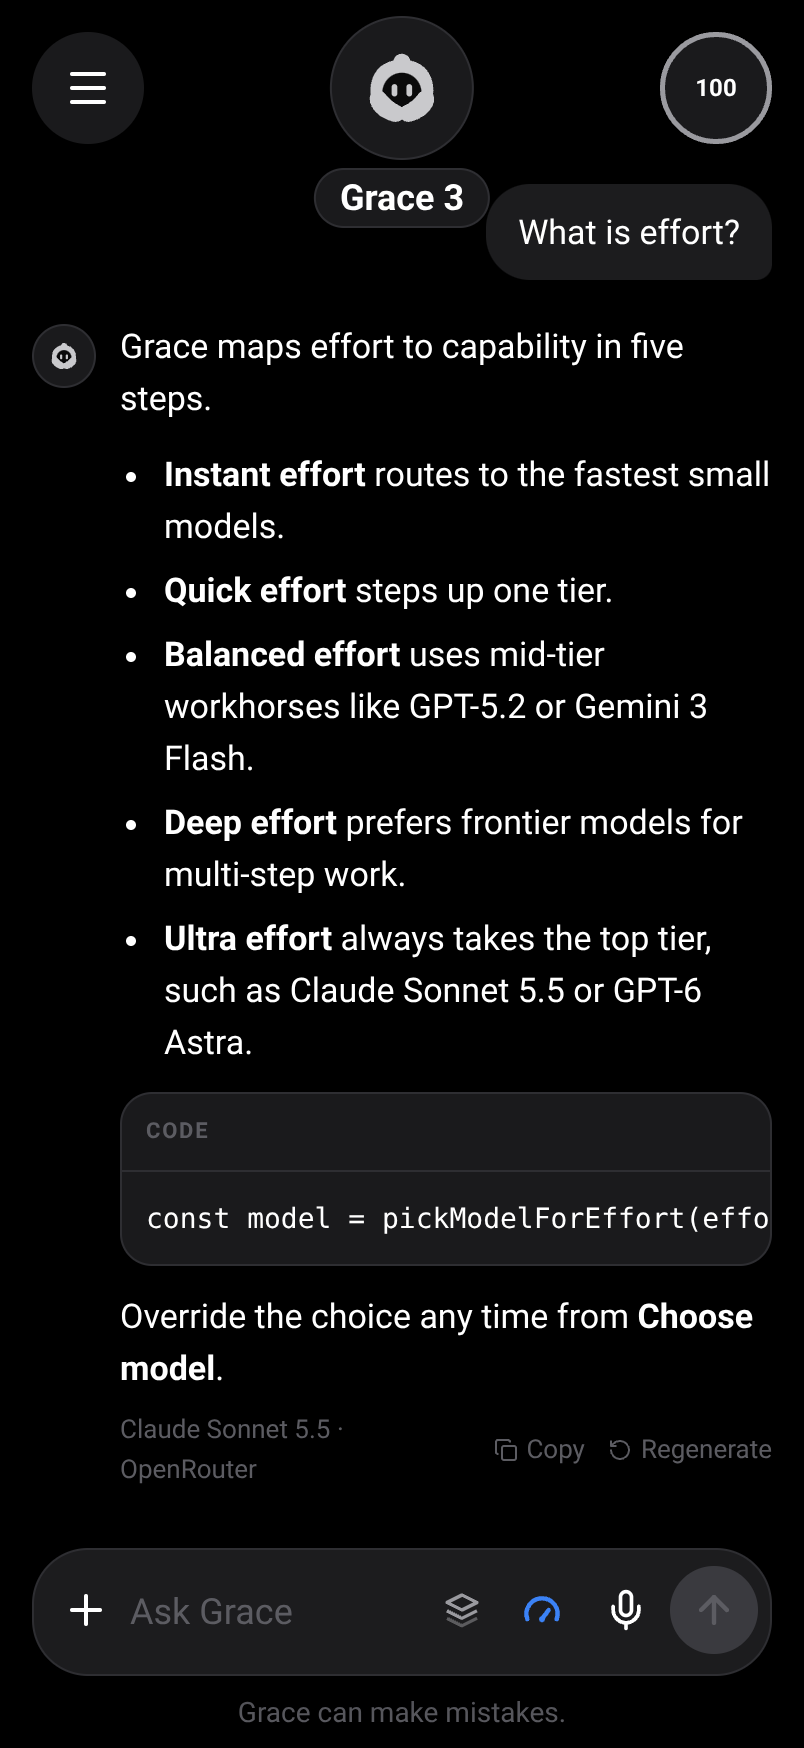 100
Grace 3
What is effort?
Grace maps effort to capability in five
steps.
• Instant effort routes to the fastest small
models.
• Quick effort steps up one tier.
• Balanced effort uses mid-tier
workhorses like GPT-5.2 or Gemini 3
Flash.
• Deep effort prefers frontier models for
multi-step work.
• Ultra effort always takes the top tier,
such as Claude Sonnet 5.5 or GPT-6
Astra.
CODE
const model = pickModelForEffort(effo
Override the choice any time from Choose
model.
Claude Sonnet 5.5 ·
OpenRouter
Copy Regenerate
Ask Grace
Grace can make mistakes.